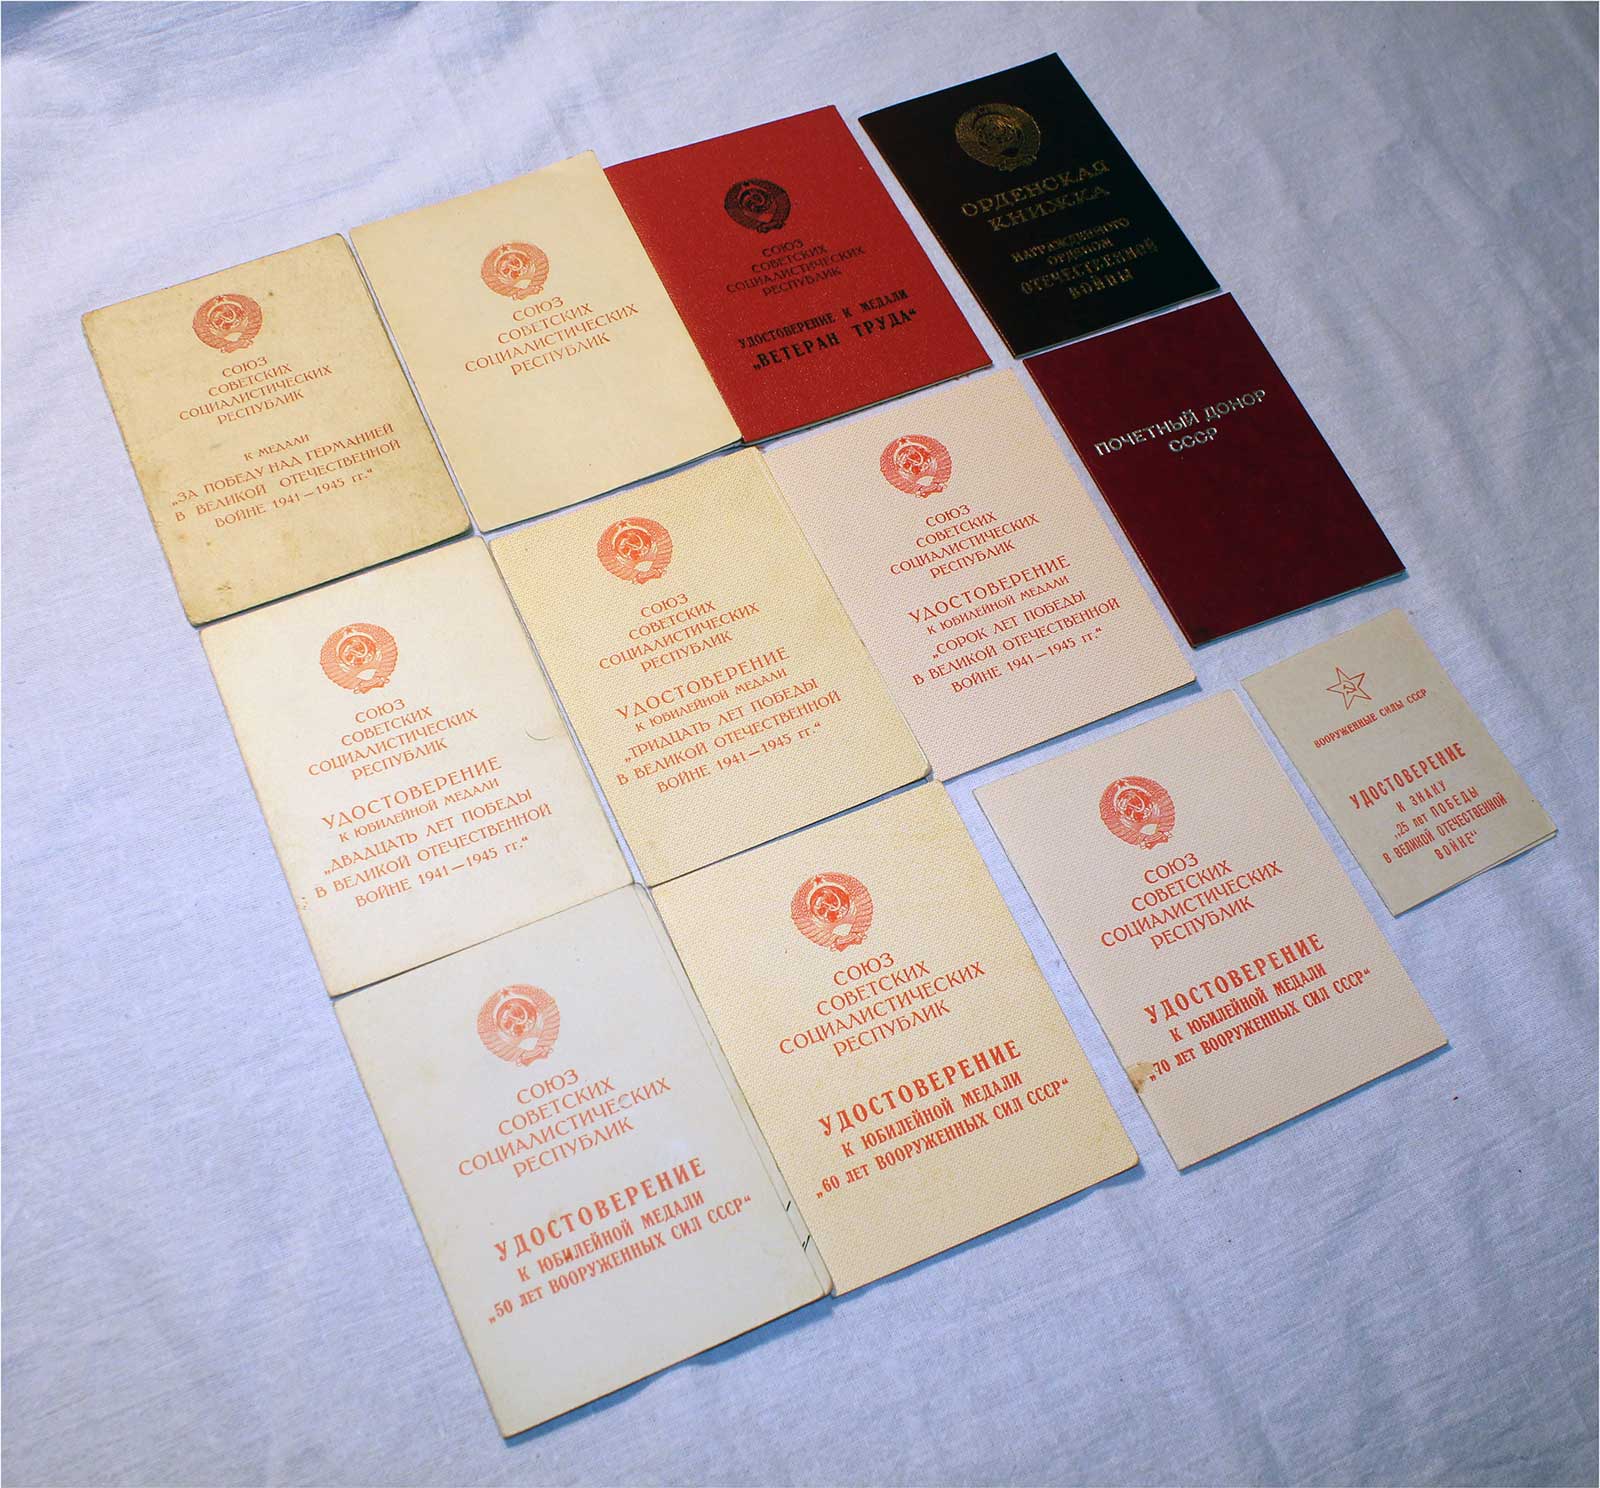 СОЮЗ
СОВЕТСКИХ
СОЦИАЛИСТИЧЕСКИХ
РЕСПУБЛИК
К МЕДАЛИ
„ЗА ПОБЕДУ НАД ГЕРМАНИЕЙ
В ВЕЛИКОЙ ОТЕЧЕСТВЕННОЙ
ВОЙНЕ 1941—1945 гг.“
СОЮЗ
СОВЕТСКИХ
СОЦИАЛИСТИЧЕСКИХ
РЕСПУБЛИК
СОЮЗ
СОВЕТСКИХ
СОЦИАЛИСТИЧЕСКИХ
РЕСПУБЛИК
УДОСТОВЕРЕНИЕ К МЕДАЛИ
„ВЕТЕРАН ТРУДА“
ОРДЕНСКАЯ
КНИЖКА
НАГРАЖДЕННОГО
ОРДЕНОМ
ОТЕЧЕСТВЕННОЙ
ВОЙНЫ
СОЮЗ
СОВЕТСКИХ
СОЦИАЛИСТИЧЕСКИХ
РЕСПУБЛИК
УДОСТОВЕРЕНИЕ
К ЮБИЛЕЙНОЙ МЕДАЛИ
„ДВАДЦАТЬ ЛЕТ ПОБЕДЫ
В ВЕЛИКОЙ ОТЕЧЕСТВЕННОЙ
ВОЙНЕ 1941—1945 гг.“
СОЮЗ
СОВЕТСКИХ
СОЦИАЛИСТИЧЕСКИХ
РЕСПУБЛИК
УДОСТОВЕРЕНИЕ
К ЮБИЛЕЙНОЙ МЕДАЛИ
„ТРИДЦАТЬ ЛЕТ ПОБЕДЫ
В ВЕЛИКОЙ ОТЕЧЕСТВЕННОЙ
ВОЙНЕ 1941—1945 гг.“
СОЮЗ
СОВЕТСКИХ
СОЦИАЛИСТИЧЕСКИХ
РЕСПУБЛИК
УДОСТОВЕРЕНИЕ
К ЮБИЛЕЙНОЙ МЕДАЛИ
„СОРОК ЛЕТ ПОБЕДЫ
В ВЕЛИКОЙ ОТЕЧЕСТВЕННОЙ
ВОЙНЕ 1941—1945 гг.“
ПОЧЕТНЫЙ ДОНОР
СССР
СОЮЗ
СОВЕТСКИХ
СОЦИАЛИСТИЧЕСКИХ
РЕСПУБЛИК
УДОСТОВЕРЕНИЕ
К ЮБИЛЕЙНОЙ МЕДАЛИ
„50 ЛЕТ ВООРУЖЕННЫХ СИЛ СССР“
СОЮЗ
СОВЕТСКИХ
СОЦИАЛИСТИЧЕСКИХ
РЕСПУБЛИК
УДОСТОВЕРЕНИЕ
К ЮБИЛЕЙНОЙ МЕДАЛИ
„60 ЛЕТ ВООРУЖЕННЫХ СИЛ СССР“
СОЮЗ
СОВЕТСКИХ
СОЦИАЛИСТИЧЕСКИХ
РЕСПУБЛИК
УДОСТОВЕРЕНИЕ
К ЮБИЛЕЙНОЙ МЕДАЛИ
„70 ЛЕТ ВООРУЖЕННЫХ СИЛ СССР“
ВООРУЖЕННЫЕ СИЛЫ СССР
УДОСТОВЕРЕНИЕ
К ЗНАКУ
„25 лет ПОБЕДЫ
В ВЕЛИКОЙ ОТЕЧЕСТВЕННОЙ
ВОЙНЕ“